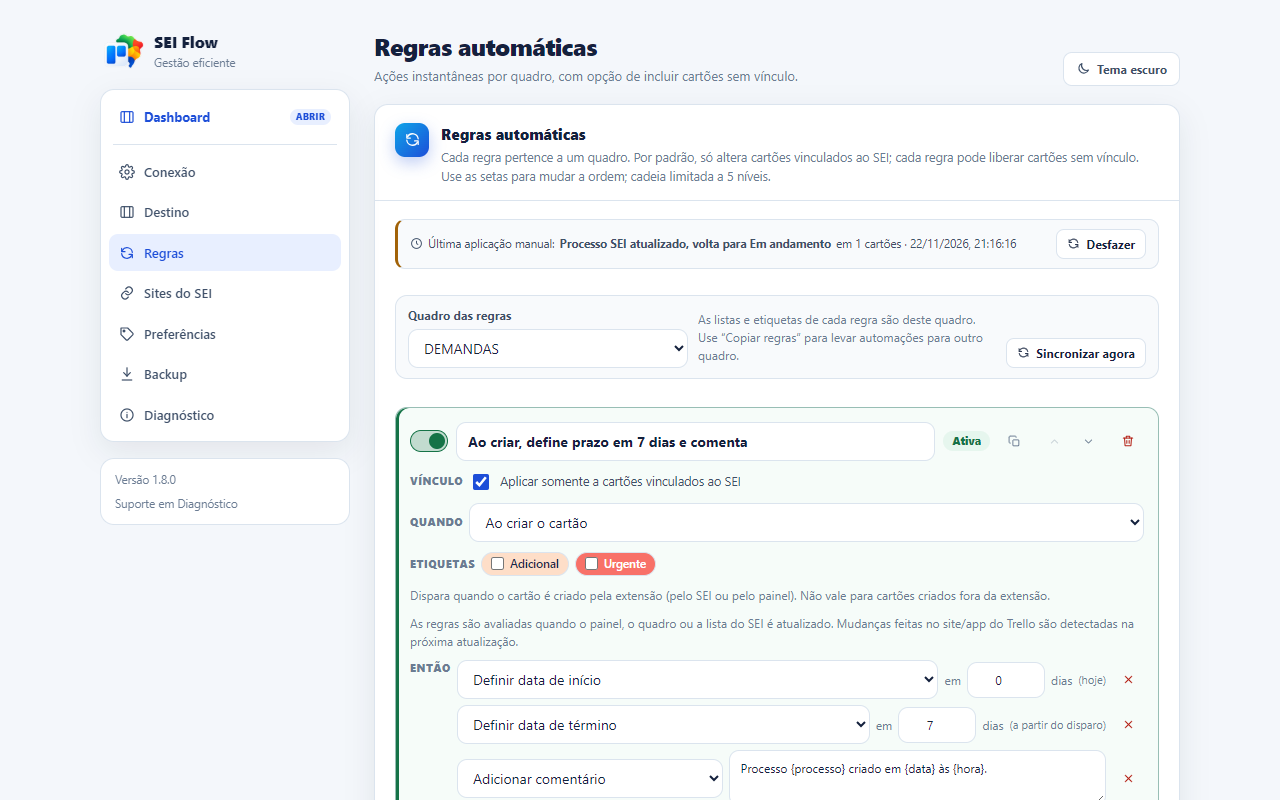 SEI Flow
Gestão eficiente
Dashboard
ABRIR
Conexão
Destino
Regras
Sites do SEI
Preferências
Backup
Diagnóstico
Versão 1.8.0
Suporte em Diagnóstico
Regras automáticas
Ações instantâneas por quadro, com opção de incluir cartões sem vínculo.
Tema escuro
Regras automáticas
Cada regra pertence a um quadro. Por padrão, só altera cartões vinculados ao SEI; cada regra pode liberar cartões sem vínculo.
Use as setas para mudar a ordem; cadeia limitada a 5 níveis.
Última aplicação manual: Processo SEI atualizado, volta para Em andamento em 1 cartões · 22/11/2026, 21:16:16
Desfazer
Quadro das regras
DEMANDAS
As listas e etiquetas de cada regra são deste quadro.
Use “Copiar regras” para levar automações para outro
quadro.
Sincronizar agora
Ao criar, define prazo em 7 dias e comenta
Ativa
VÍNCULO Aplicar somente a cartões vinculados ao SEI
QUANDO Ao criar o cartão
ETIQUETAS Adicional Urgente
Dispara quando o cartão é criado pela extensão (pelo SEI ou pelo painel). Não vale para cartões criados fora da extensão.
As regras são avaliadas quando o painel, o quadro ou a lista do SEI é atualizado. Mudanças feitas no site/app do Trello são detectadas na
próxima atualização.
ENTÃO Definir data de início em 0 dias (hoje)
Definir data de término em 7 dias (a partir do disparo)
Adicionar comentário Processo {processo} criado em {data} às {hora}.